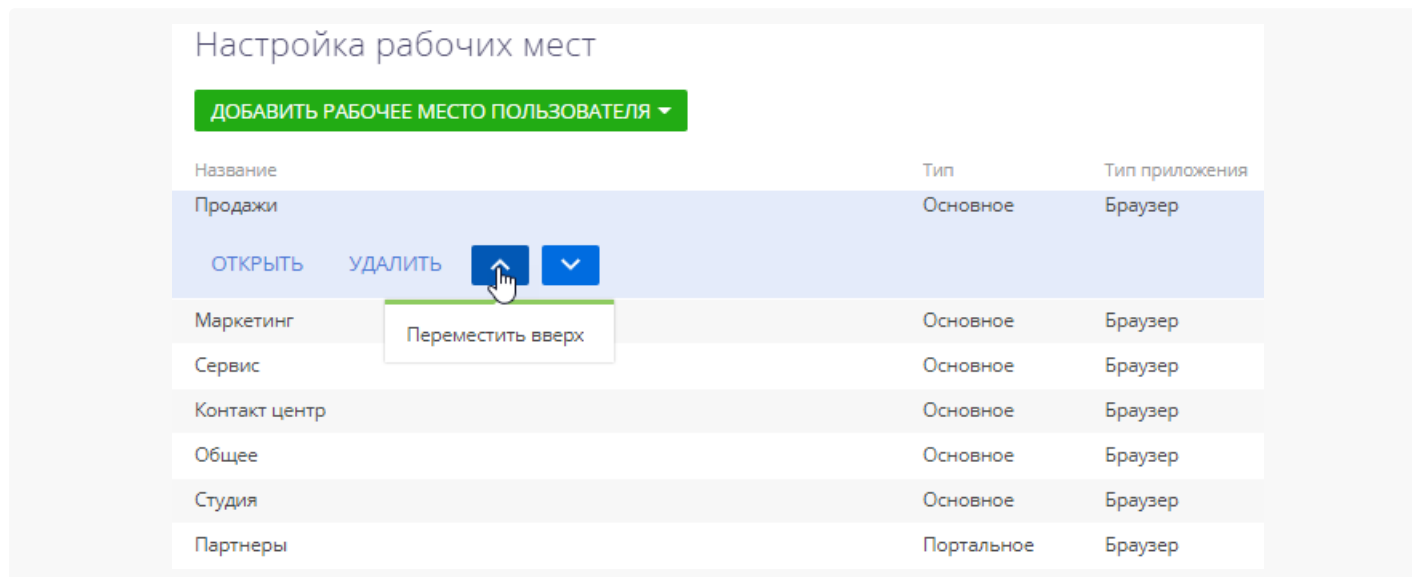 Настройка рабочих мест
ДОБАВИТЬ РАБОЧЕЕ МЕСТО ПОЛЬЗОВАТЕЛЯ
Название Тип Тип приложения
Продажи Основное Браузер
ОТКРЫТЬ УДАЛИТЬ
Маркетинг Основное Браузер
Переместить вверх
Сервис Основное Браузер
Контакт центр Основное Браузер
Общее Основное Браузер
Студия Основное Браузер
Партнеры Портальное Браузер